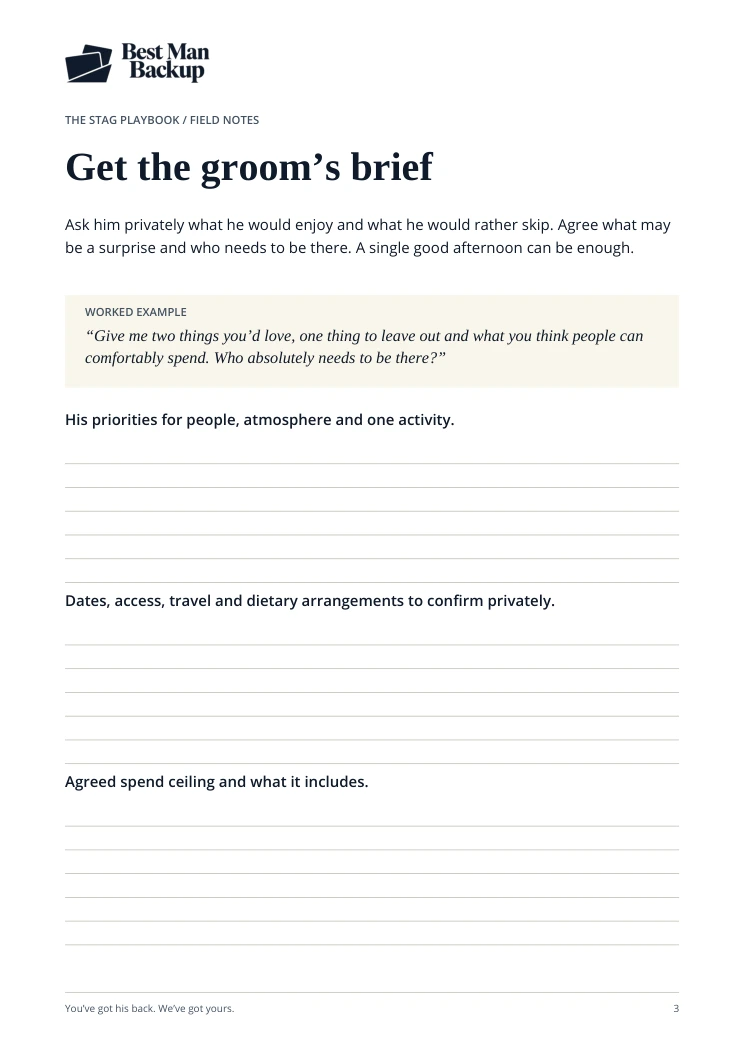 Best Man
Backup
THE STAG PLAYBOOK / FIELD NOTES
Get the groom’s brief
Ask him privately what he would enjoy and what he would rather skip. Agree what may
be a surprise and who needs to be there. A single good afternoon can be enough.
WORKED EXAMPLE
“Give me two things you’d love, one thing to leave out and what you think people can
comfortably spend. Who absolutely needs to be there?”
His priorities for people, atmosphere and one activity.
Dates, access, travel and dietary arrangements to confirm privately.
Agreed spend ceiling and what it includes.
You’ve got his back. We’ve got yours.
3